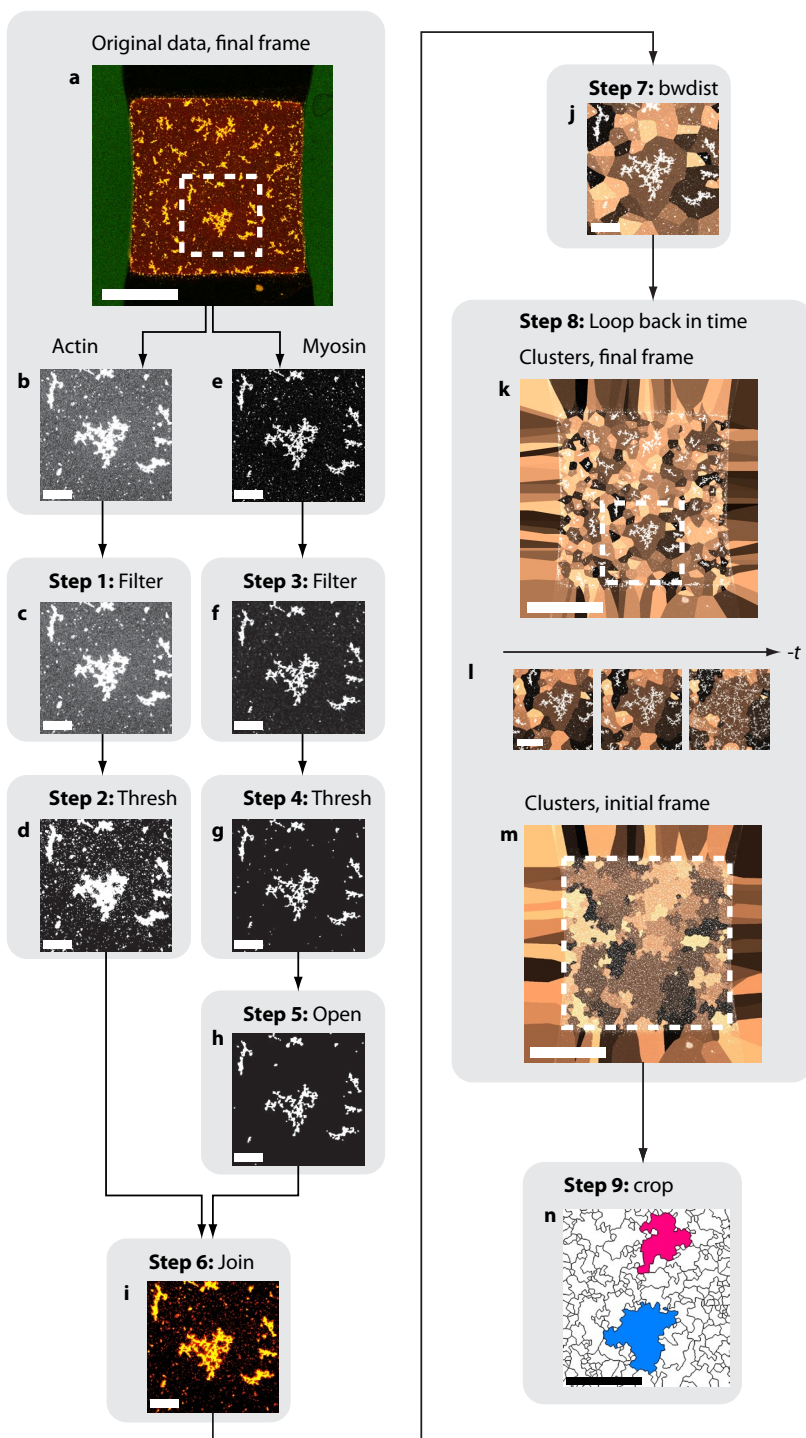 Original data, final frame
a
Actin
Myosin
b
e
Step 1: Filter
c
Step 3: Filter
f
Step 2: Thresh
d
Step 4: Thresh
g
Step 5: Open
h
Step 6: Join
i
Step 7: bwdist
j
Step 8: Loop back in time
Clusters, final frame
k
-t
l
Clusters, initial frame
m
Step 9: crop
n